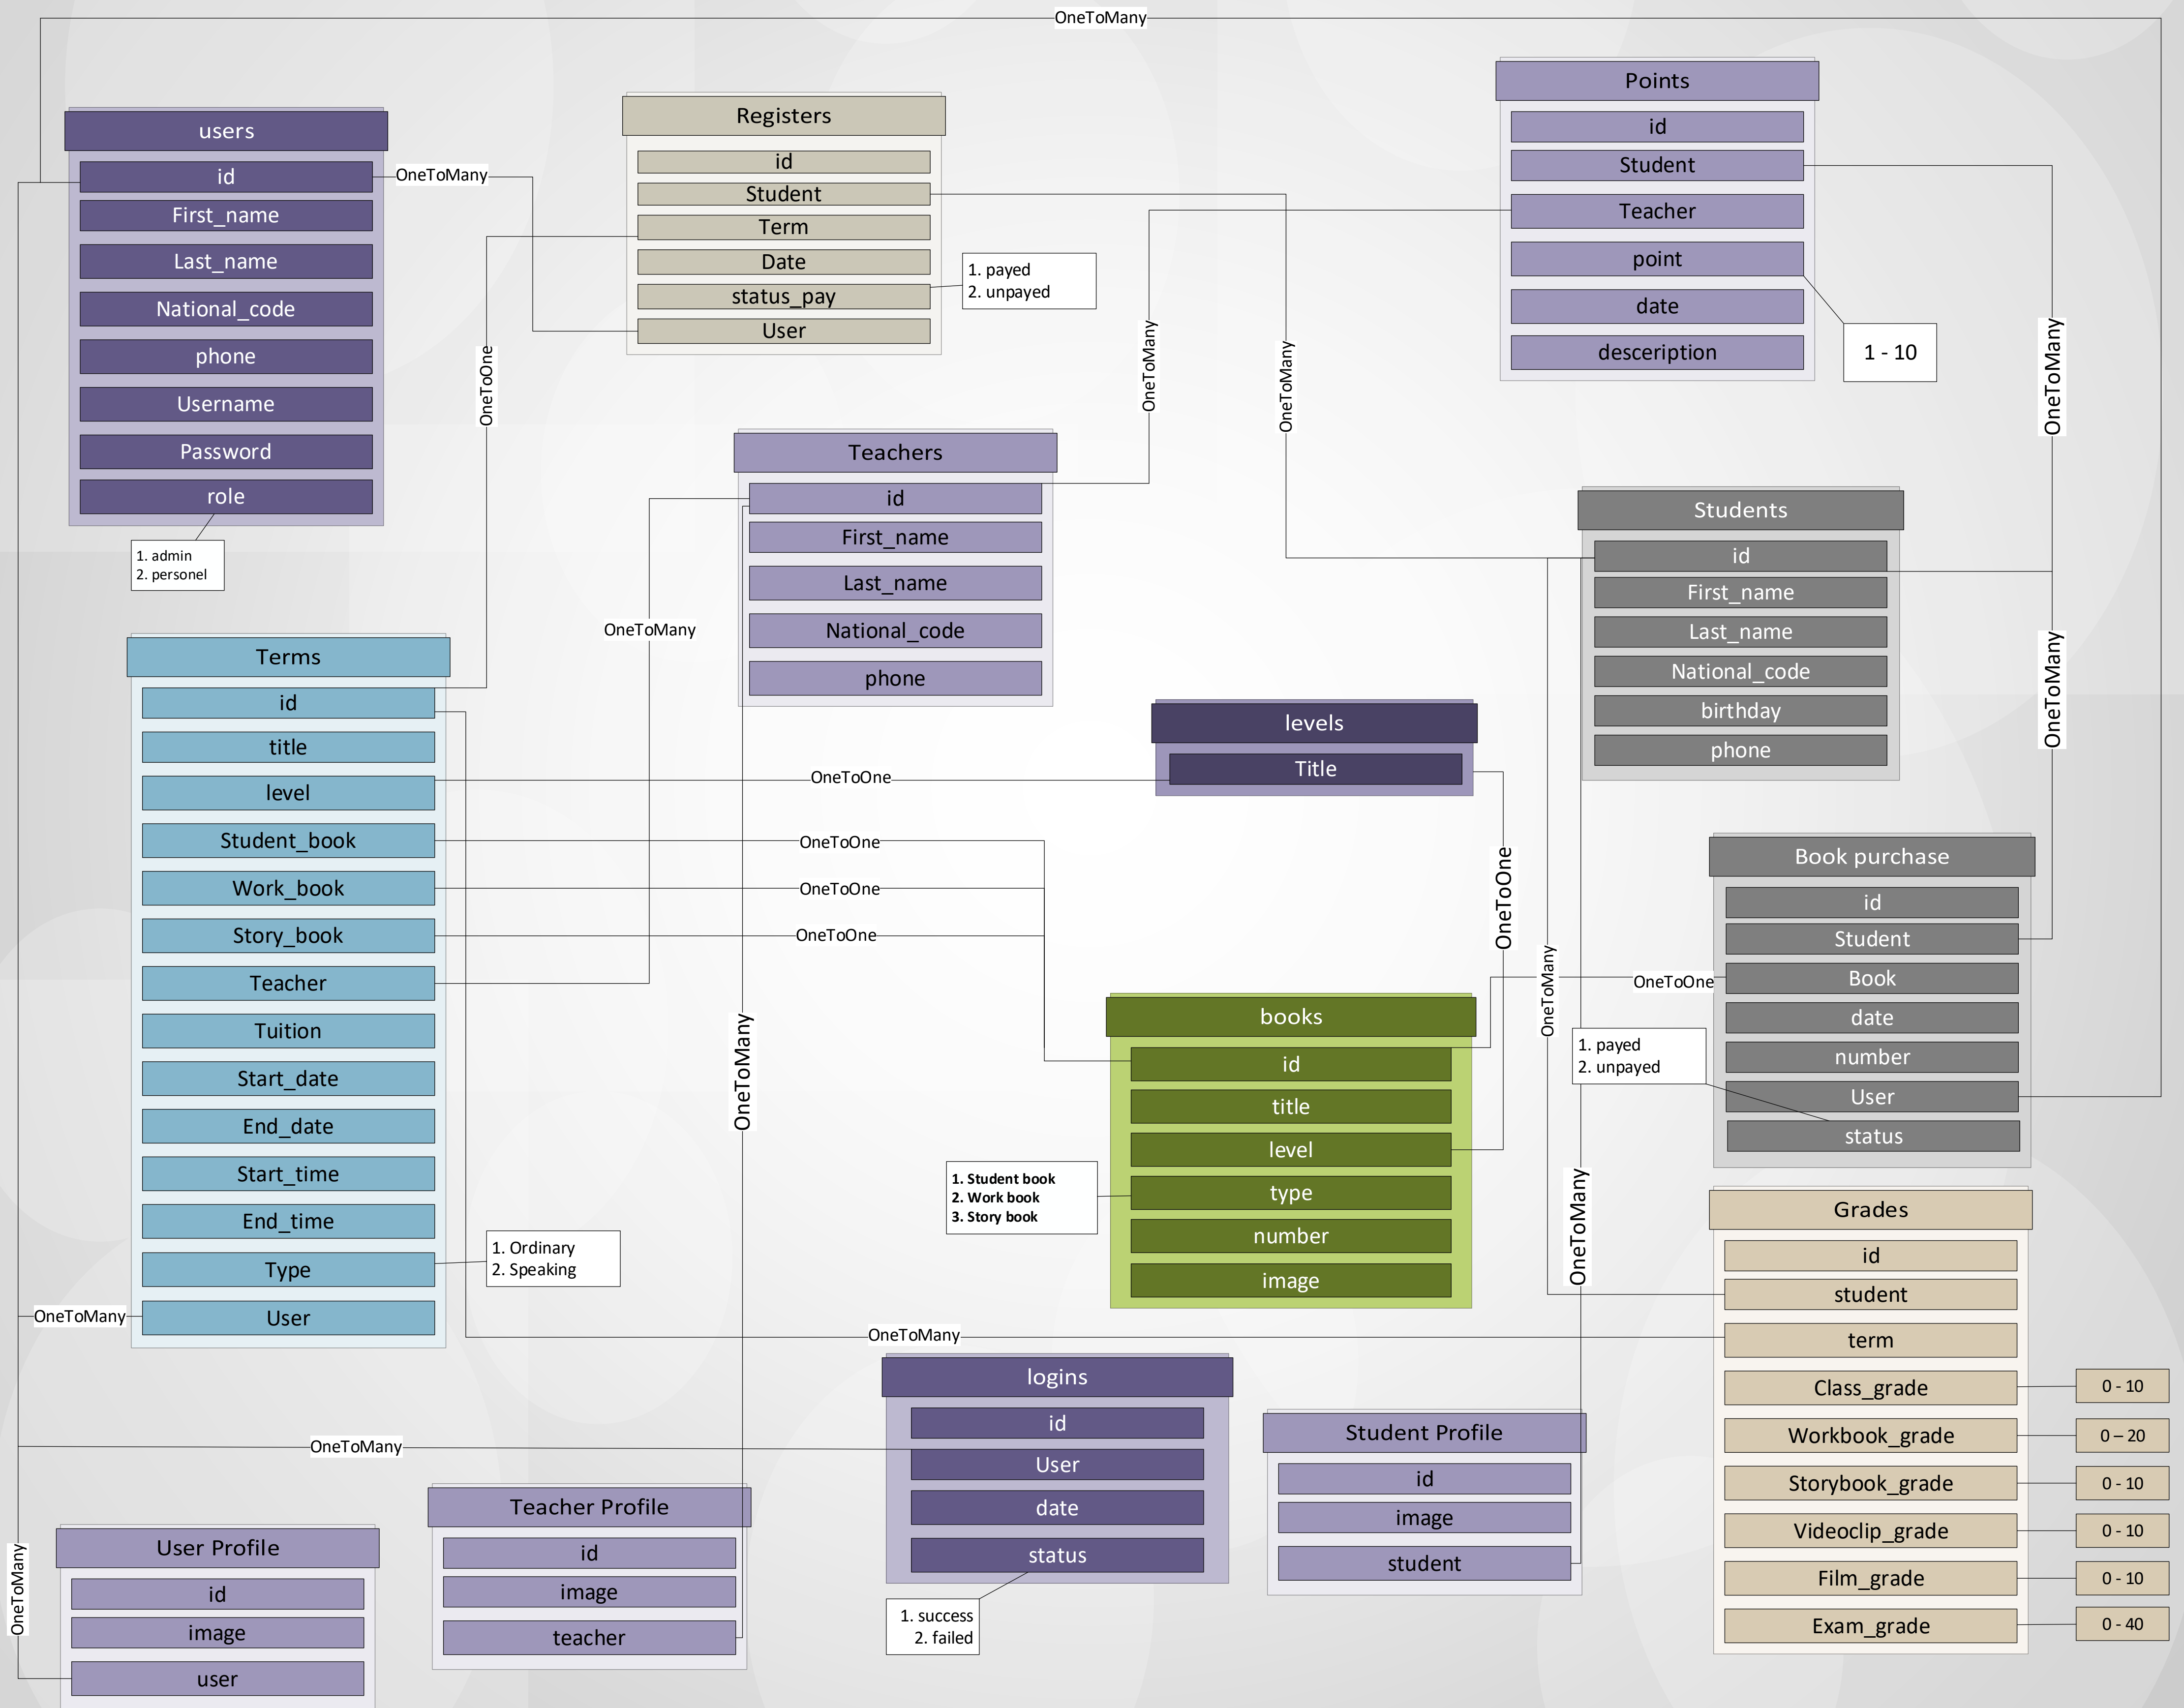 OneToMany
users
id
First_name
Last_name
National_code
phone
Username
Password
role
1. admin
2. personel
OneToMany
Registers
id
Student
Term
Date
status_pay
User
1. payed
2. unpayed
OneToOne
OneToMany
OneToMany
Points
id
Student
Teacher
point
date
desceription
1 - 10
OneToMany
Teachers
id
First_name
Last_name
National_code
phone
OneToMany
Students
id
First_name
Last_name
National_code
birthday
phone
OneToMany
Terms
id
title
level
Student_book
Work_book
Story_book
Teacher
Tuition
Start_date
End_date
Start_time
End_time
Type
User
1. Ordinary
2. Speaking
OneToMany
levels
Title
OneToOne
OneToOne
OneToOne
OneToOne
OneToOne
OneToMany
OneToMany
books
id
title
level
type
number
image
1. Student book
2. Work book
3. Story book
OneToOne
OneToMany
OneToMany
Book purchase
id
Student
Book
date
number
User
status
1. payed
2. unpayed
Grades
id
student
term
Class_grade
0 - 10
Workbook_grade
0 – 20
Storybook_grade
0 - 10
Videoclip_grade
0 - 10
Film_grade
0 - 10
Exam_grade
0 - 40
logins
id
User
date
status
1. success
2. failed
Student Profile
id
image
student
OneToMany
Teacher Profile
id
image
teacher
OneToMany
User Profile
id
image
user